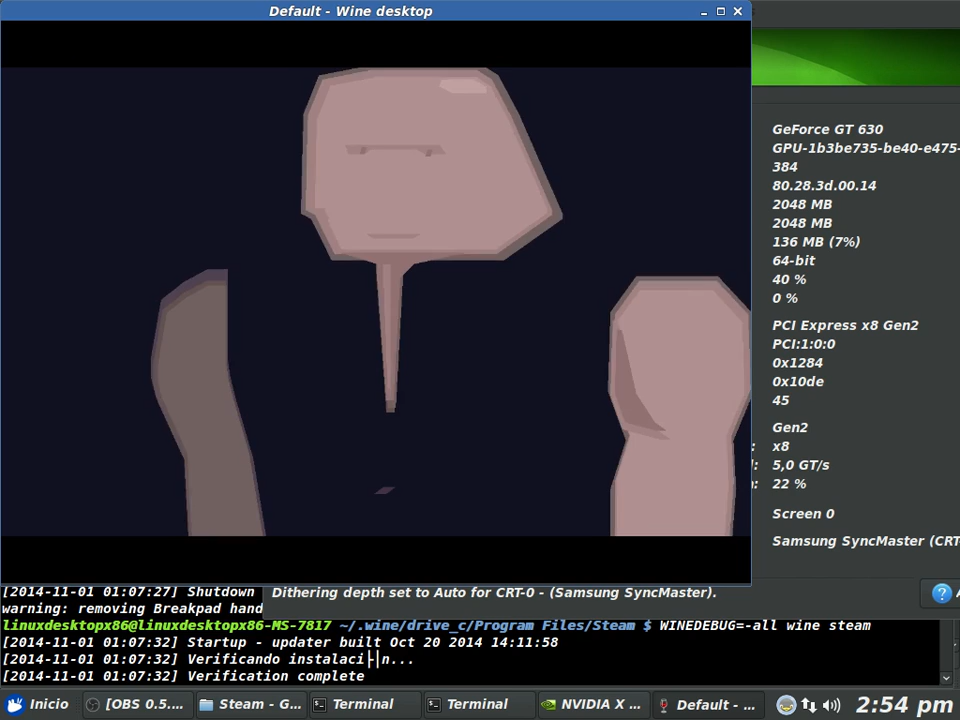 Default - Wine desktop
GeForce GT 630
GPU-1b3be735-be40-e475-
384
80.28.3d.00.14
2048 MB
2048 MB
136 MB (7%)
64-bit
40 %
0 %
PCI Express x8 Gen2
PCI:1:0:0
0x1284
0x10de
45
Gen2
: x8
: 5,0 GT/s
: 22 %
Screen 0
Samsung SyncMaster (CRT-
[2014-11-01 01:07:27] Shutdown
Dithering depth set to Auto for CRT-0 - (Samsung SyncMaster).
warning: removing Breakpad hand
linuxdesktopx86@linuxdesktopx86-MS-7817 ~/.wine/drive_c/Program Files/Steam $ WINEDEBUG=-all wine steam
[2014-11-01 01:07:32] Startup - updater built Oct 20 2014 14:11:58
[2014-11-01 01:07:32] Verificando instalaci├│n...
[2014-11-01 01:07:32] Verification complete
Inicio [OBS 0.5.... Steam - G... Terminal Terminal NVIDIA X ... Default - ... 2:54 pm